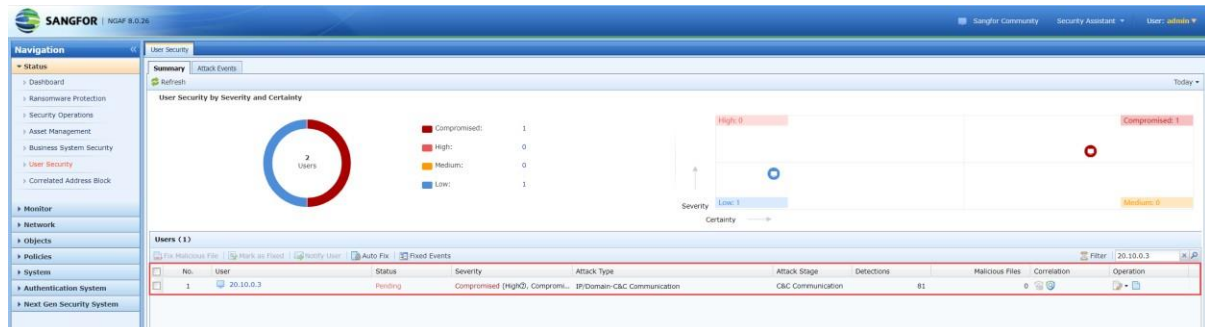 SANGFOR | NGAF 8.0.26
Sangfor Community Security Assistant User: admin
Navigation
User Security
Status
Summary Attack Events
Dashboard
Refresh Today
Ransomware Protection
User Security by Severity and Certainty
Security Operations
High: 0 Compromised: 1
Asset Management
Compromised: 1
Business System Security
High: 0
2
Users
User Security
Medium: 0
Correlated Address Block
Low: 1
Severity
Low: 1 Medium: 0
Certainty
Monitor
Network
Objects
Users (1)
Policies
Fix Malicious File Mark as Fixed Notify User Auto Fix Fixed Events Filter 20.10.0.3
System
No. User Status Severity Attack Type Attack Stage Detections Malicious Files Correlation Operation
1 20.10.0.3 Pending Compromised (High②, Compromi... IP/Domain-C&C Communication C&C Communication 81 0
Authentication System
Next Gen Security System